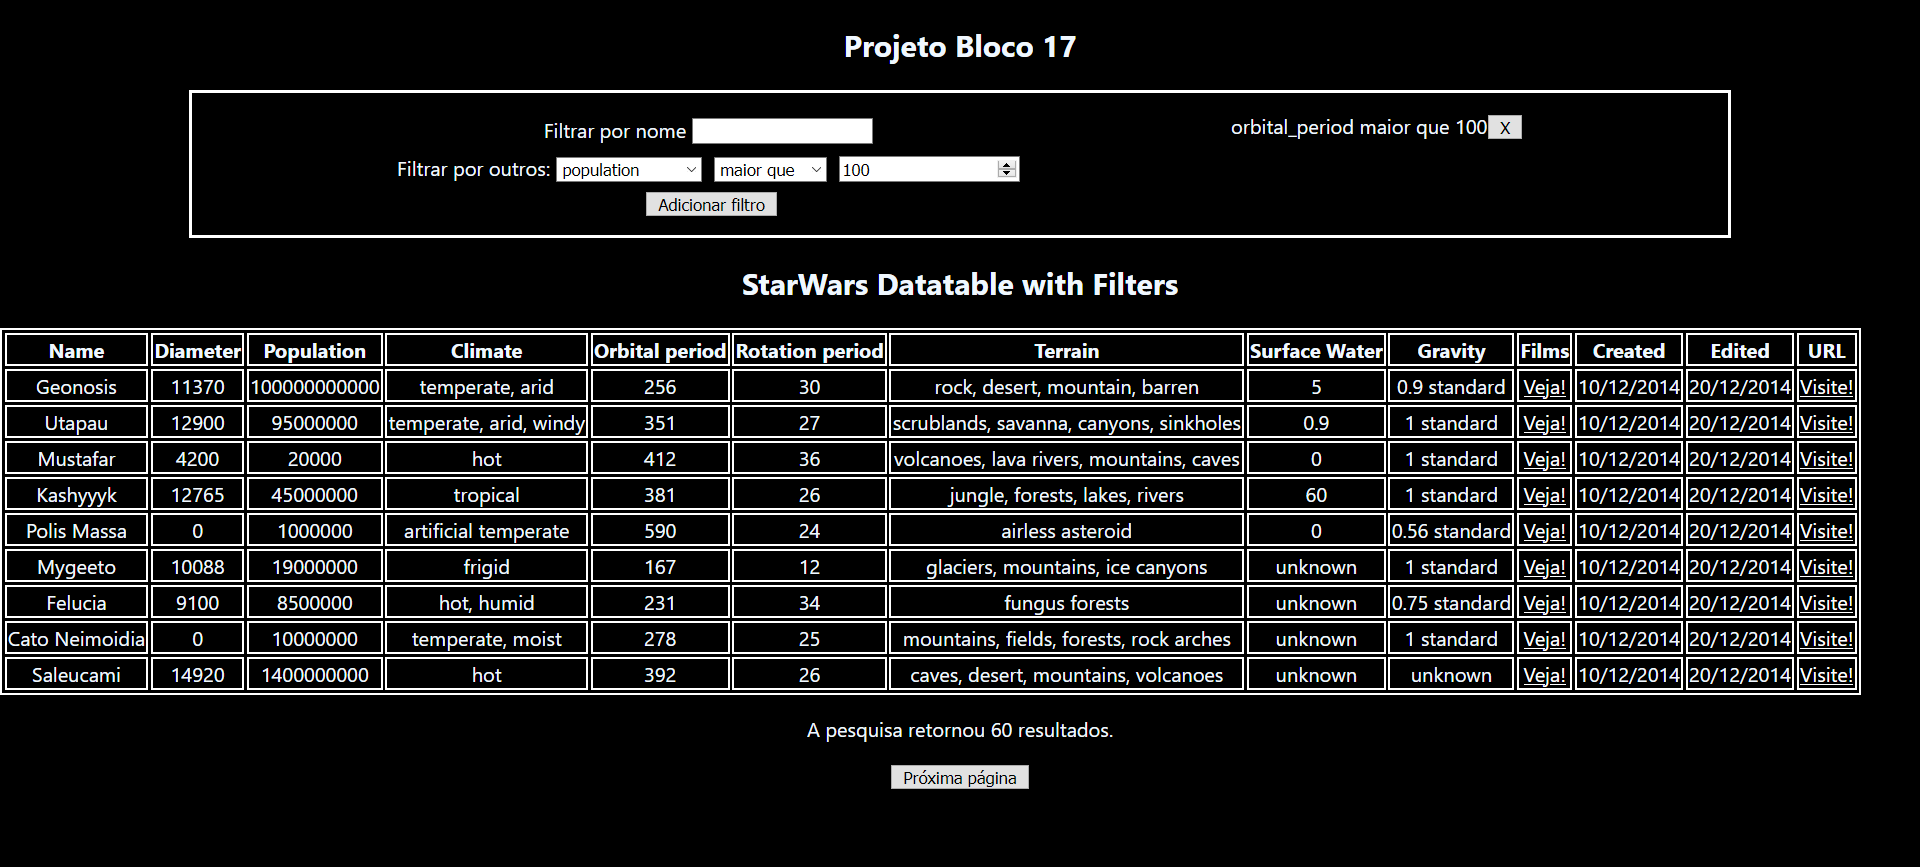 Projeto Bloco 17
Filtrar por nome
orbital_period maior que 100 X
Filtrar por outros: population maior que 100
Adicionar filtro
StarWars Datatable with Filters
Name Diameter Population Climate Orbital period Rotation period Terrain Surface Water Gravity Films Created Edited URL
Geonosis 11370 100000000000 temperate, arid 256 30 rock, desert, mountain, barren 5 0.9 standard Veja! 10/12/2014 20/12/2014 Visite!
Utapau 12900 95000000 temperate, arid, windy 351 27 scrublands, savanna, canyons, sinkholes 0.9 1 standard Veja! 10/12/2014 20/12/2014 Visite!
Mustafar 4200 20000 hot 412 36 volcanoes, lava rivers, mountains, caves 0 1 standard Veja! 10/12/2014 20/12/2014 Visite!
Kashyyyk 12765 45000000 tropical 381 26 jungle, forests, lakes, rivers 60 1 standard Veja! 10/12/2014 20/12/2014 Visite!
Polis Massa 0 1000000 artificial temperate 590 24 airless asteroid 0 0.56 standard Veja! 10/12/2014 20/12/2014 Visite!
Mygeeto 10088 19000000 frigid 167 12 glaciers, mountains, ice canyons unknown 1 standard Veja! 10/12/2014 20/12/2014 Visite!
Felucia 9100 8500000 hot, humid 231 34 fungus forests unknown 0.75 standard Veja! 10/12/2014 20/12/2014 Visite!
Cato Neimoidia 0 10000000 temperate, moist 278 25 mountains, fields, forests, rock arches unknown 1 standard Veja! 10/12/2014 20/12/2014 Visite!
Saleucami 14920 1400000000 hot 392 26 caves, desert, mountains, volcanoes unknown unknown Veja! 10/12/2014 20/12/2014 Visite!
A pesquisa retornou 60 resultados.
Próxima página